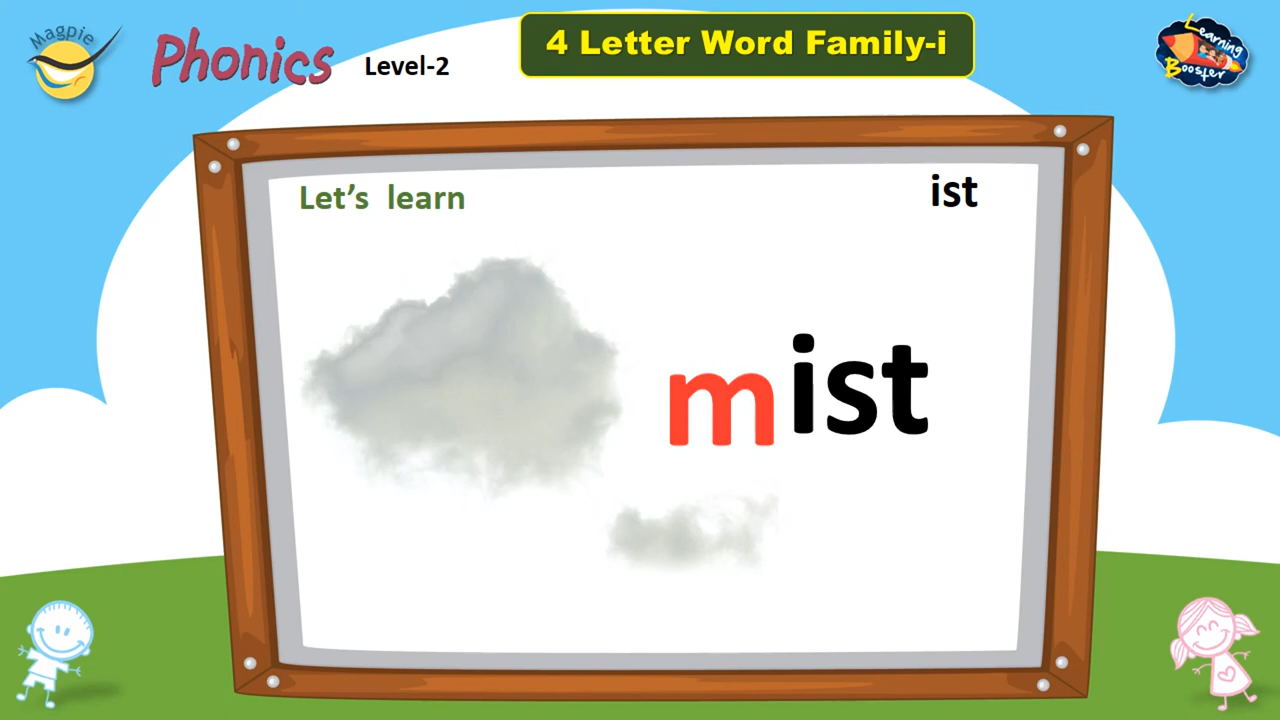 Magpie
Phonics
Level-2
4 Letter Word Family-i
Learning
Booster
Let's learn
ist
mist